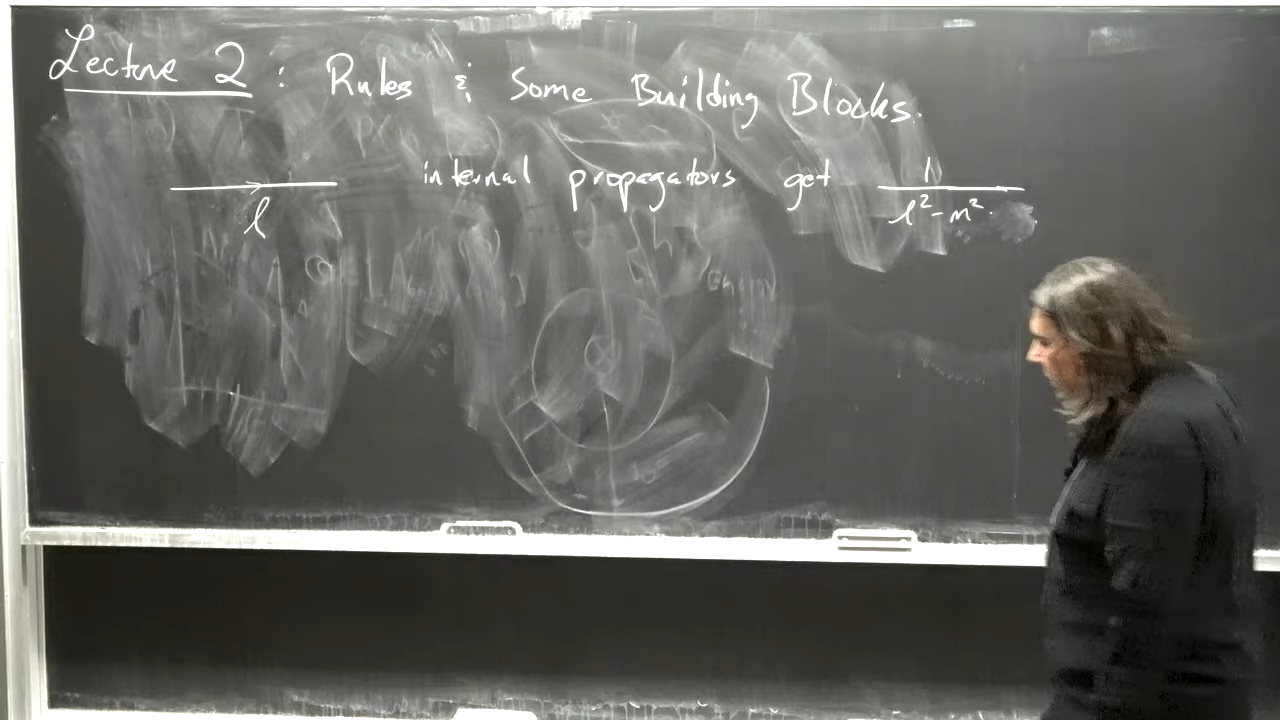 Lecture 2 : Rules & Some Building Blocks.
internal propagators get 1
l l² - m².